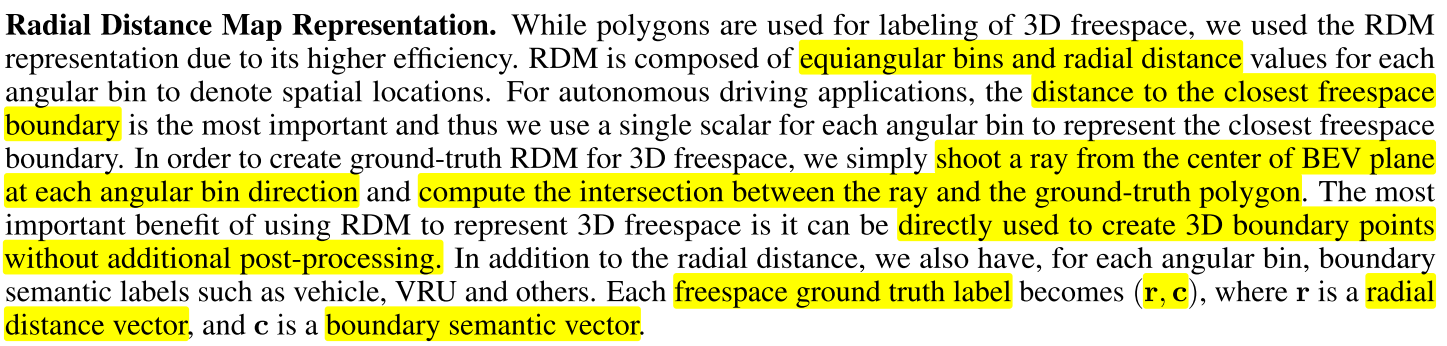 Radial Distance Map Representation. While polygons are used for labeling of 3D freespace, we used the RDM
representation due to its higher efficiency. RDM is composed of equiangular bins and radial distance values for each
angular bin to denote spatial locations. For autonomous driving applications, the distance to the closest freespace
boundary is the most important and thus we use a single scalar for each angular bin to represent the closest freespace
boundary. In order to create ground-truth RDM for 3D freespace, we simply shoot a ray from the center of BEV plane
at each angular bin direction and compute the intersection between the ray and the ground-truth polygon. The most
important benefit of using RDM to represent 3D freespace is it can be directly used to create 3D boundary points
without additional post-processing. In addition to the radial distance, we also have, for each angular bin, boundary
semantic labels such as vehicle, VRU and others. Each freespace ground truth label becomes (r, c), where r is a radial
distance vector, and c is a boundary semantic vector.